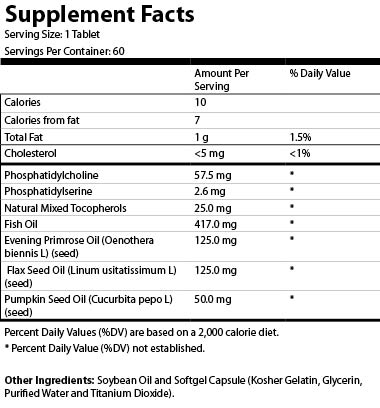 Supplement Facts
Serving Size: 1 Tablet
Servings Per Container: 60
Amount Per Serving % Daily Value
Calories 10
Calories from fat 7
Total Fat 1 g 1.5%
Cholesterol <5 mg <1%
Phosphatidylcholine 57.5 mg *
Phosphatidylserine 2.6 mg *
Natural Mixed Tocopherols 25.0 mg *
Fish Oil 417.0 mg *
Evening Primrose Oil (Oenothera 125.0 mg *
biennis L) (seed)
Flax Seed Oil (Linum usitatissimum L) 125.0 mg *
(seed)
Pumpkin Seed Oil (Cucurbita pepo L) 50.0 mg *
(seed)
Percent Daily Values (%DV) are based on a 2,000 calorie diet.
* Percent Daily Value (%DV) not established.
Other Ingredients: Soybean Oil and Softgel Capsule (Kosher Gelatin, Glycerin,
Purified Water and Titanium Dioxide).